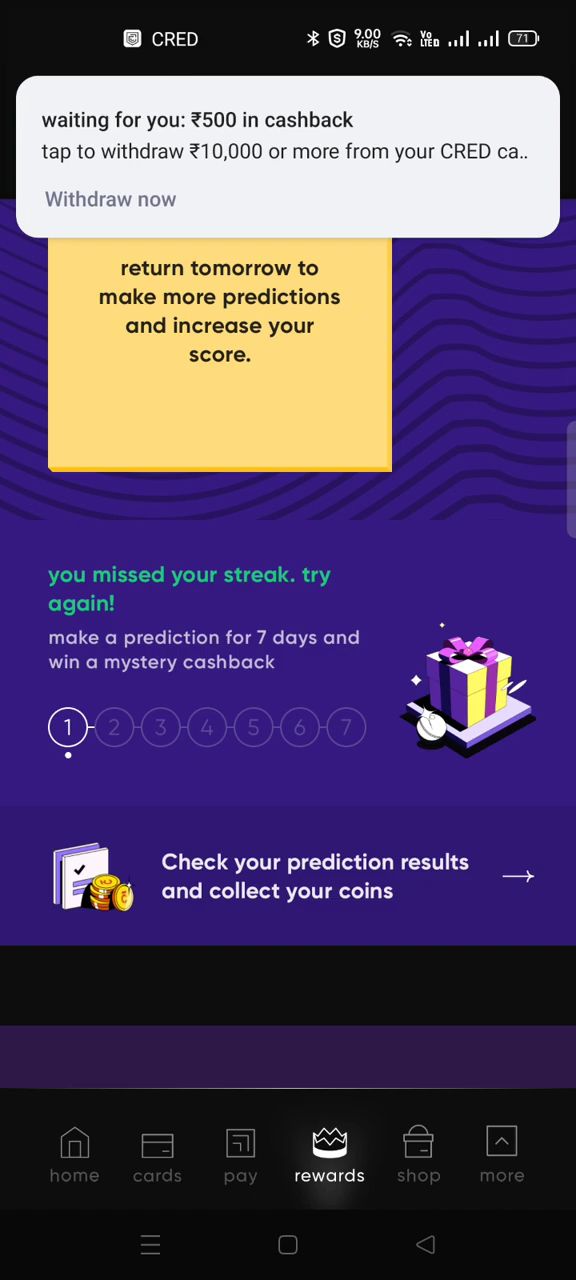 CRED
9.00 KB/S
Vo LTE D
71
waiting for you: ₹500 in cashback
tap to withdraw ₹10,000 or more from your CRED ca..
Withdraw now
return tomorrow to
make more predictions
and increase your
score.
you missed your streak. try
again!
make a prediction for 7 days and
win a mystery cashback
1 2 3 4 5 6 7
Check your prediction results
and collect your coins
home cards pay rewards shop more